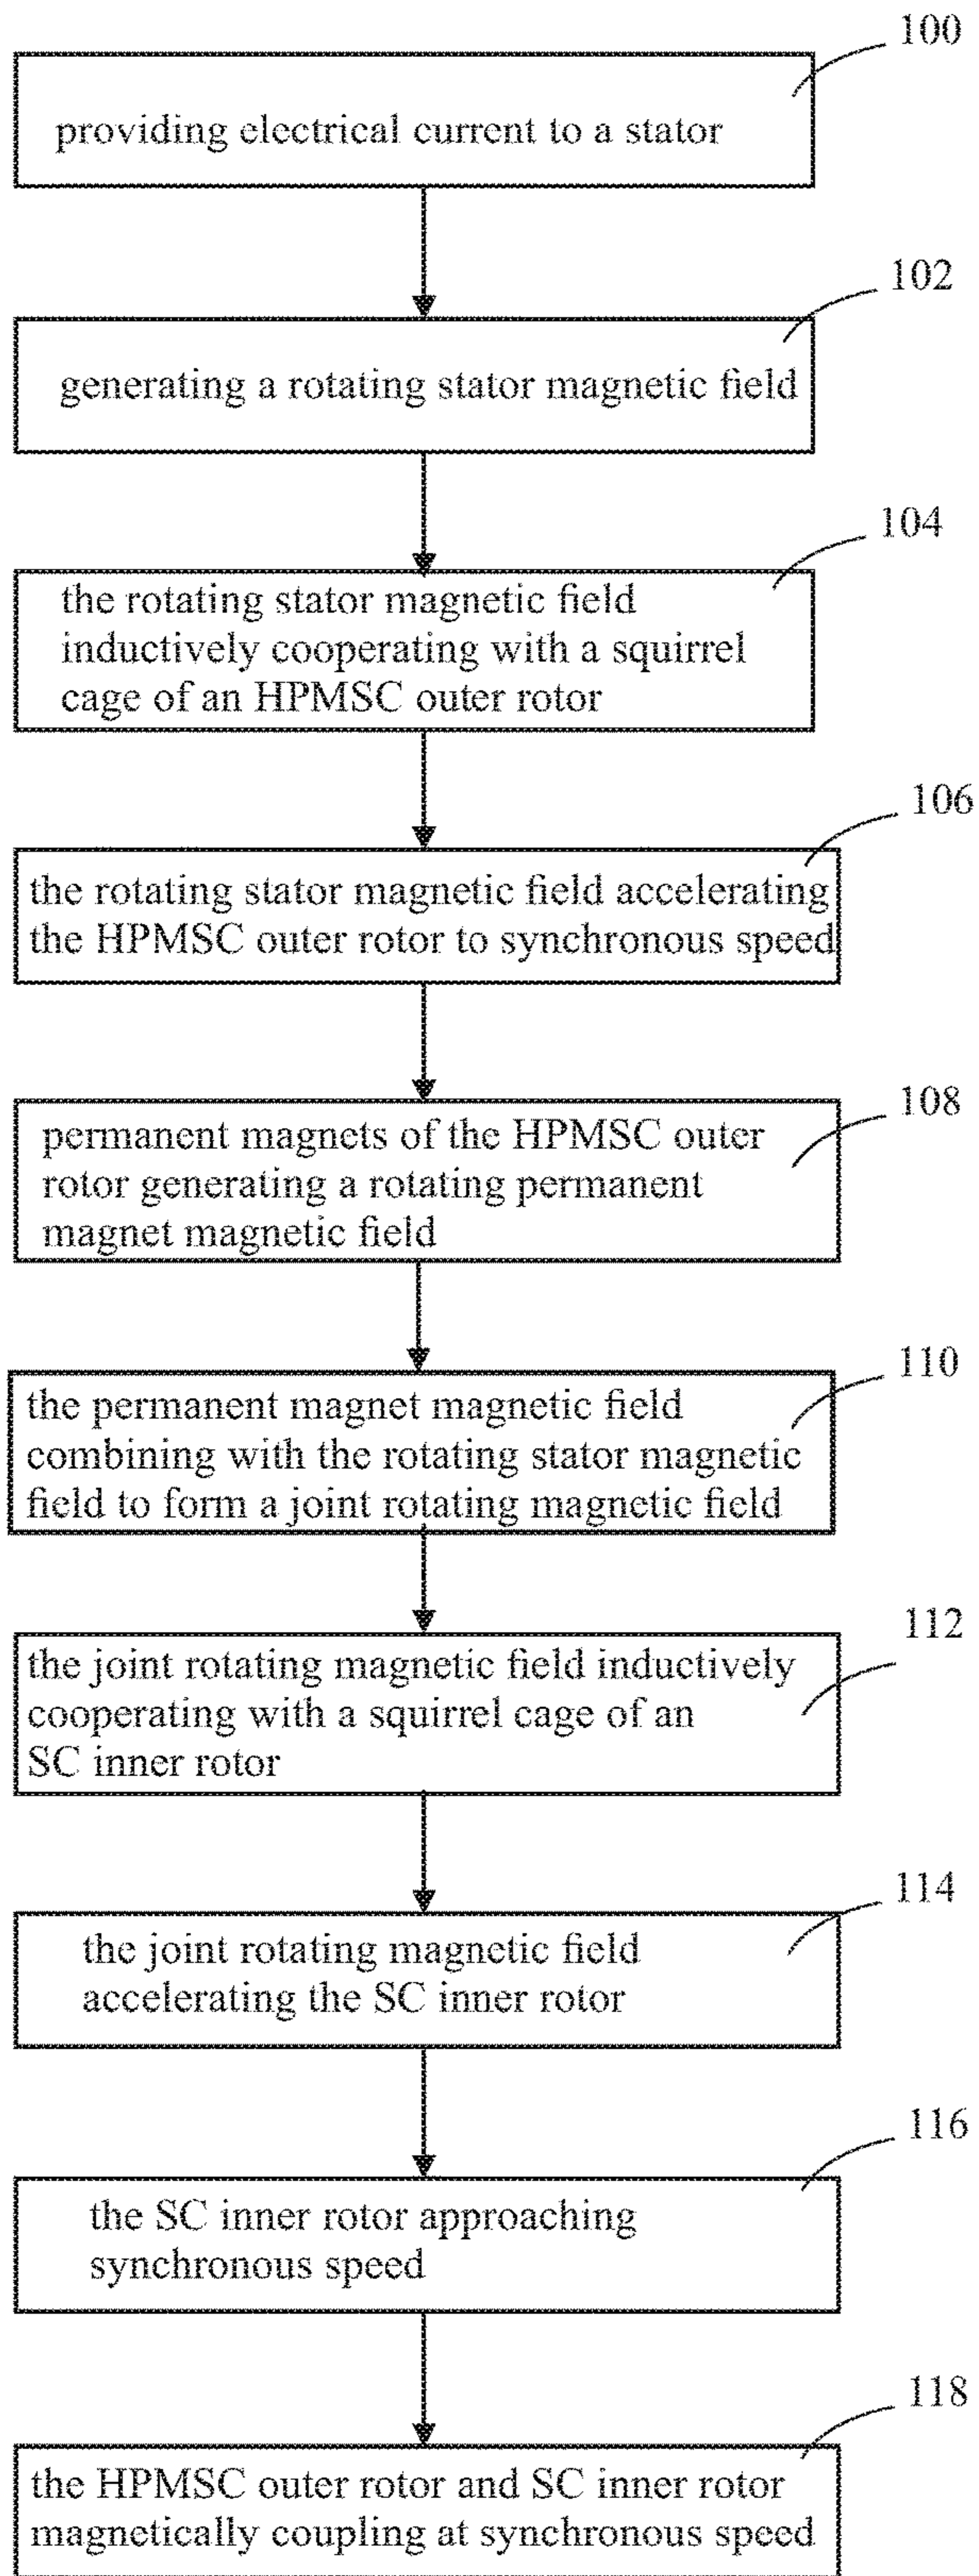 100
providing electrical current to a stator
102
generating a rotating stator magnetic field
104
the rotating stator magnetic field
inductively cooperating with a squirrel
cage of an HPMSC outer rotor
106
the rotating stator magnetic field accelerating
the HPMSC outer rotor to synchronous speed
108
permanent magnets of the HPMSC outer
rotor generating a rotating permanent
magnet magnetic field
110
the permanent magnet magnetic field
combining with the rotating stator magnetic
field to form a joint rotating magnetic field
112
the joint rotating magnetic field inductively
cooperating with a squirrel cage of an
SC inner rotor
114
the joint rotating magnetic field
accelerating the SC inner rotor
116
the SC inner rotor approaching
synchronous speed
118
the HPMSC outer rotor and SC inner rotor
magnetically coupling at synchronous speed